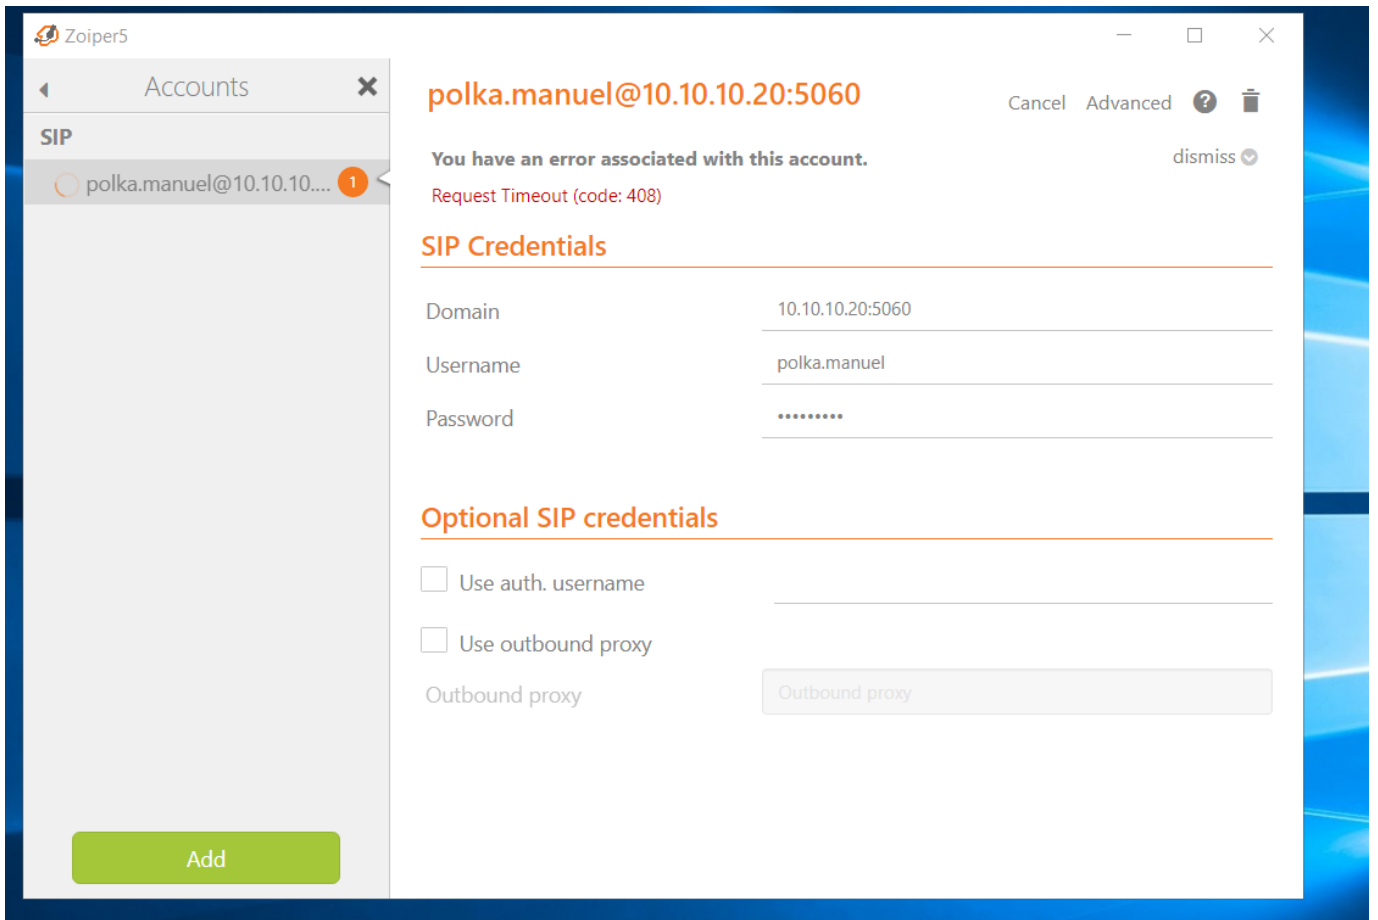 Zoiper5
Accounts
SIP
polka.manuel@10.10.10.... 1
Add
polka.manuel@10.10.10.20:5060
Cancel Advanced ?
You have an error associated with this account. dismiss
Request Timeout (code: 408)
SIP Credentials
Domain 10.10.10.20:5060
Username polka.manuel
Password •••••••••
Optional SIP credentials
Use auth. username
Use outbound proxy
Outbound proxy Outbound proxy